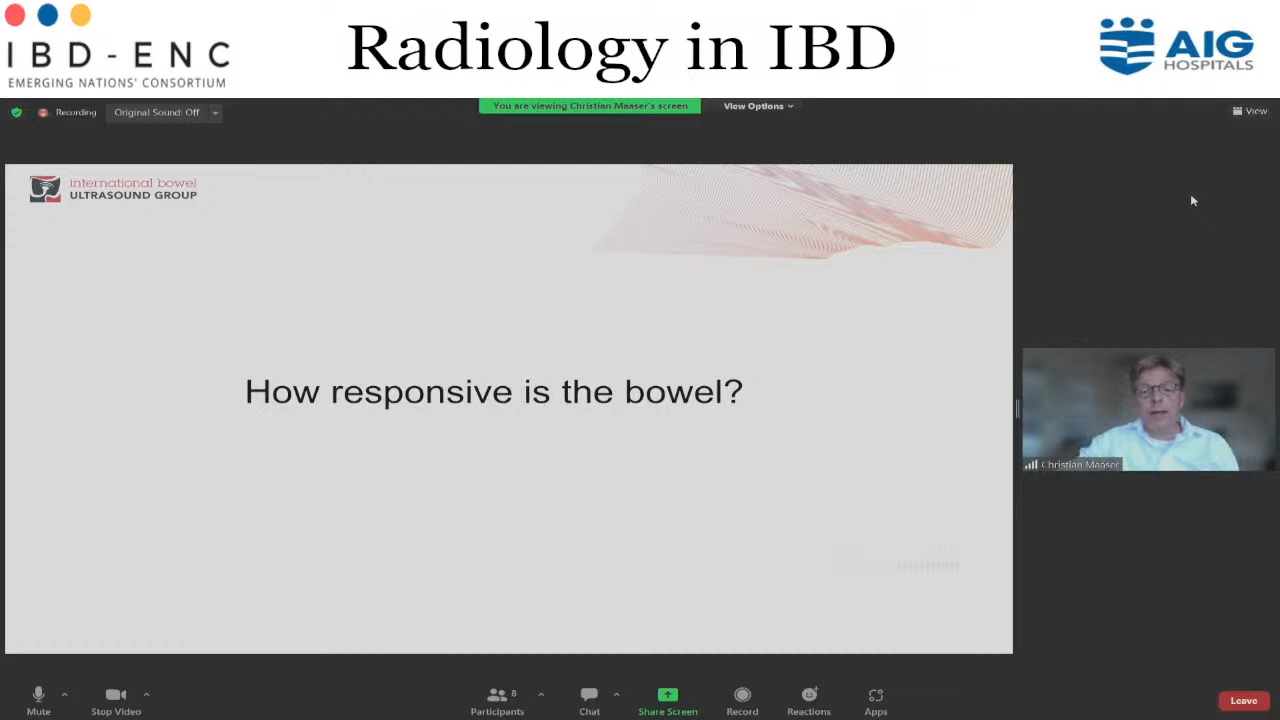 IBD-ENC
EMERGING NATIONS' CONSORTIUM
Radiology in IBD
AIG
HOSPITALS
Recording
Original Sound: Off
You are viewing Christian Maaser's screen
View Options
View
international bowel
ULTRASOUND GROUP
How responsive is the bowel?
Christian Maaser
Mute
Stop Video
8
Participants
Chat
Share Screen
Record
Reactions
Apps
Leave